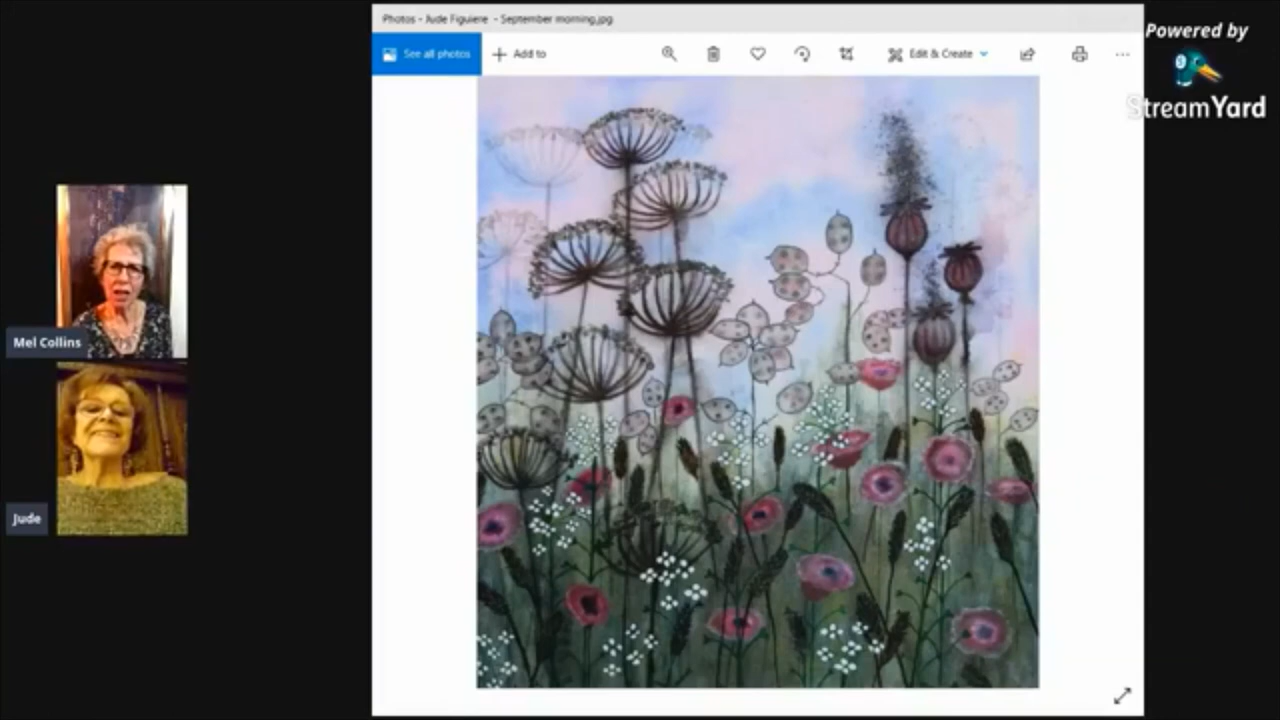 Photos - Jude Figuiere - September morning.jpg
Powered by
See all photos
Add to
Edit & Create
StreamYard
Mel Collins
Jude